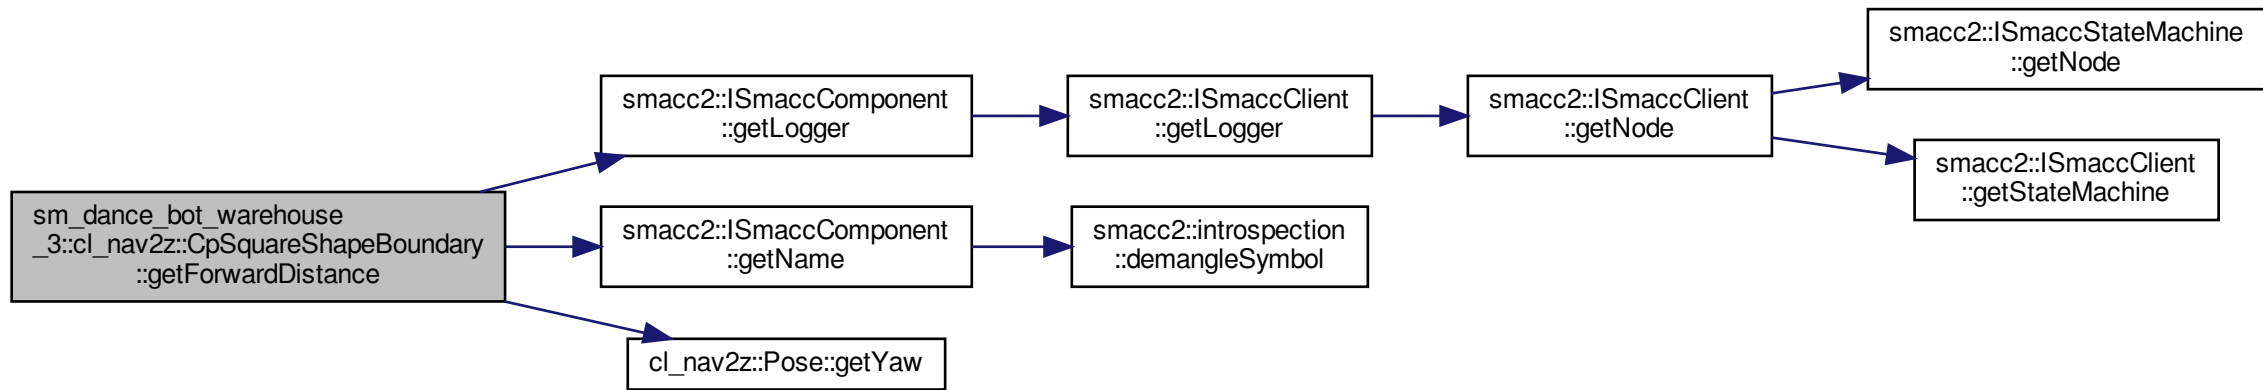 sm_dance_bot_warehouse
_3::cl_nav2z::CpSquareShapeBoundary
::getForwardDistance
smacc2::ISmaccComponent
::getLogger
smacc2::ISmaccClient
::getLogger
smacc2::ISmaccClient
::getNode
smacc2::ISmaccStateMachine
::getNode
smacc2::ISmaccClient
::getStateMachine
smacc2::ISmaccComponent
::getName
smacc2::introspection
::demangleSymbol
cl_nav2z::Pose::getYaw